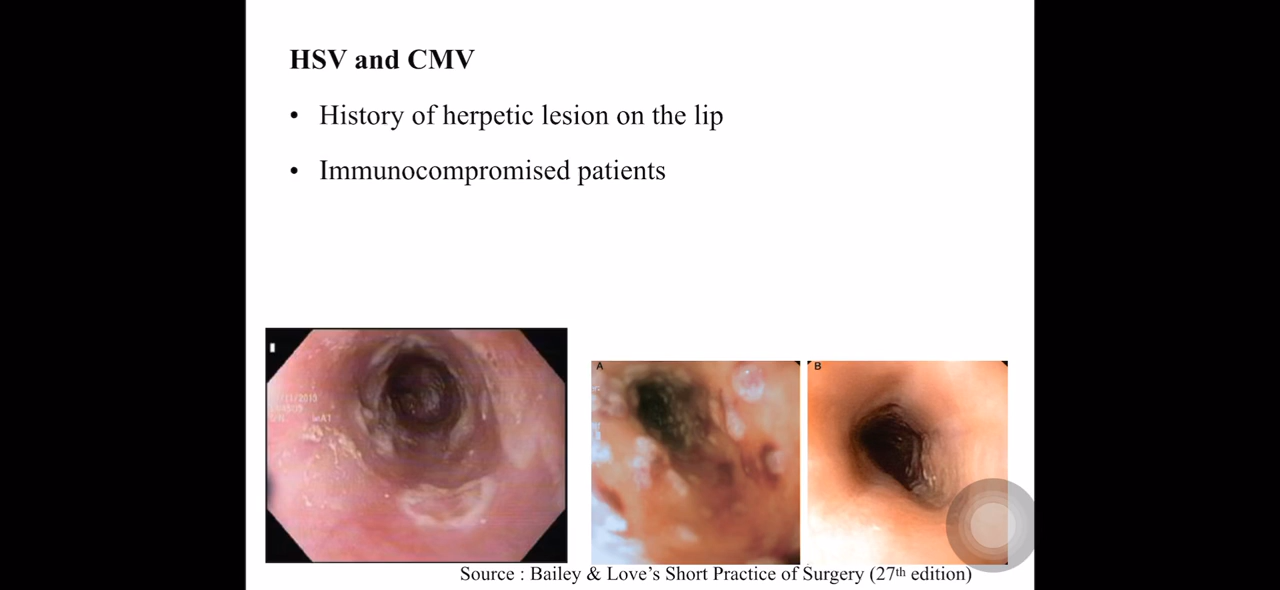 HSV and CMV
• History of herpetic lesion on the lip
• Immunocompromised patients
A
B
Source : Bailey & Love’s Short Practice of Surgery (27th edition)